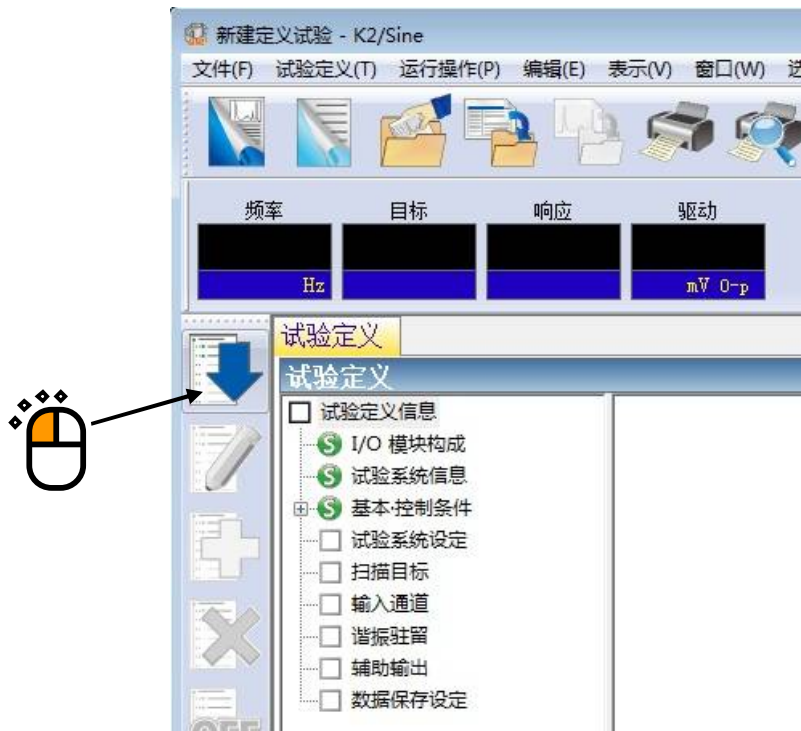 新建定义试验 - K2/Sine
文件(F) 试验定义(T) 运行操作(P) 编辑(E) 表示(V) 窗口(W)
频率 目标 响应 驱动
Hz mV 0-p
试验定义
试验定义
试验定义信息
S I/O 模块构成
S 试验系统信息
S 基本·控制条件
试验系统设定
扫描目标
输入通道
谐振驻留
辅助输出
数据保存设定
OFF